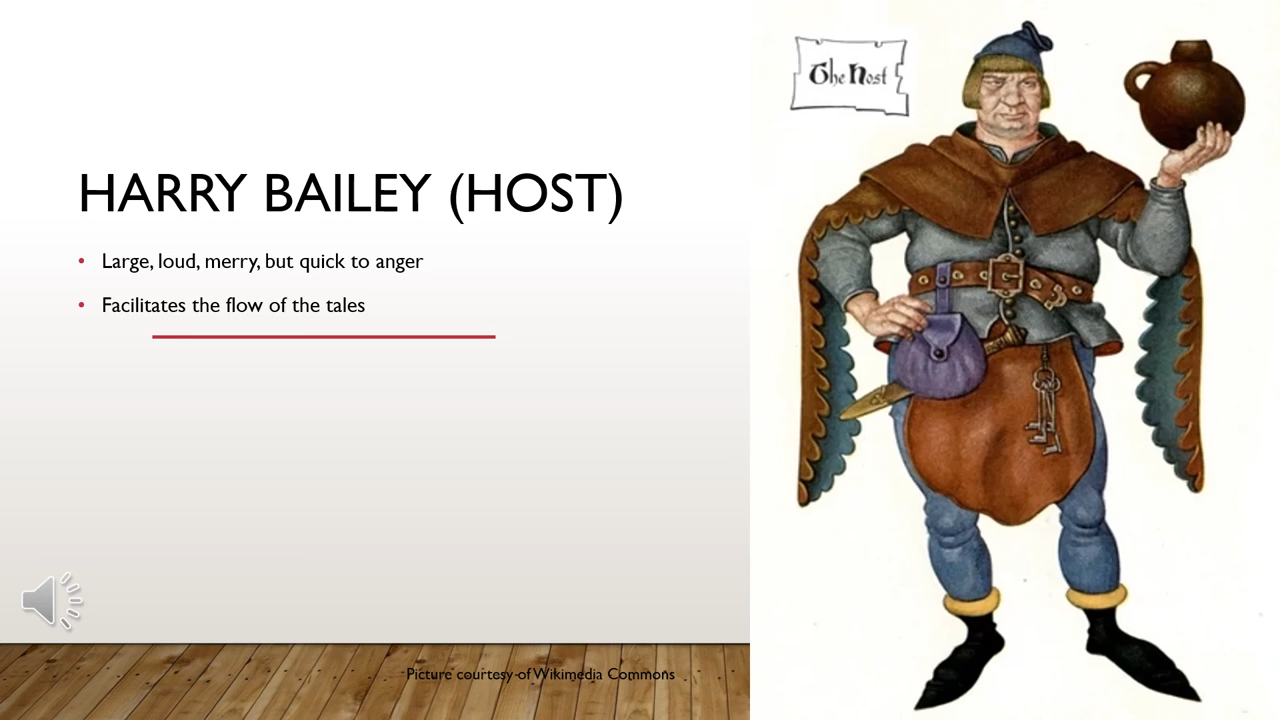 HARRY BAILEY (HOST)
• Large, loud, merry, but quick to anger
• Facilitates the flow of the tales
Picture courtesy of Wikimedia Commons
The Host